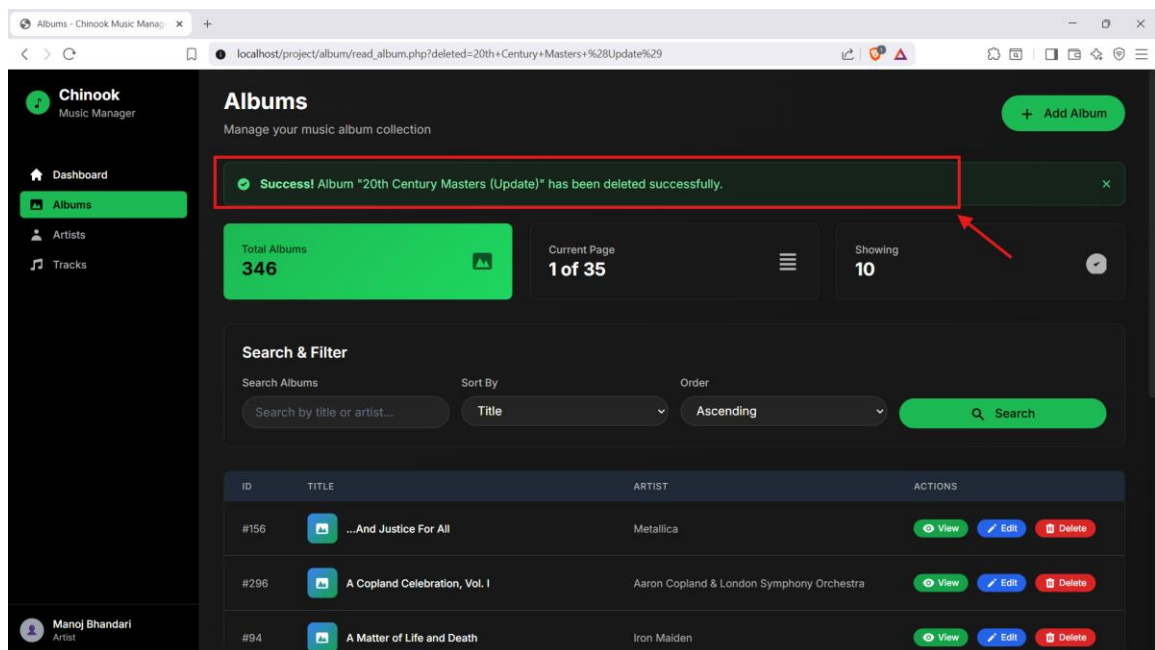 Albums - Chinook Music Manag
localhost/project/album/read_album.php?deleted=20th+Century+Masters+%28Update%29
Chinook
Music Manager
Dashboard
Albums
Artists
Tracks
Manoj Bhandari
Artist
Albums
Manage your music album collection
+ Add Album
Success! Album "20th Century Masters (Update)" has been deleted successfully.
Total Albums
346
Current Page
1 of 35
Showing
10
Search & Filter
Search Albums
Sort By
Order
Search by title or artist...
Title
Ascending
Search
ID TITLE ARTIST ACTIONS
#156 ...And Justice For All Metallica View Edit Delete
#296 A Copland Celebration, Vol. I Aaron Copland & London Symphony Orchestra View Edit Delete
#94 A Matter of Life and Death Iron Maiden View Edit Delete